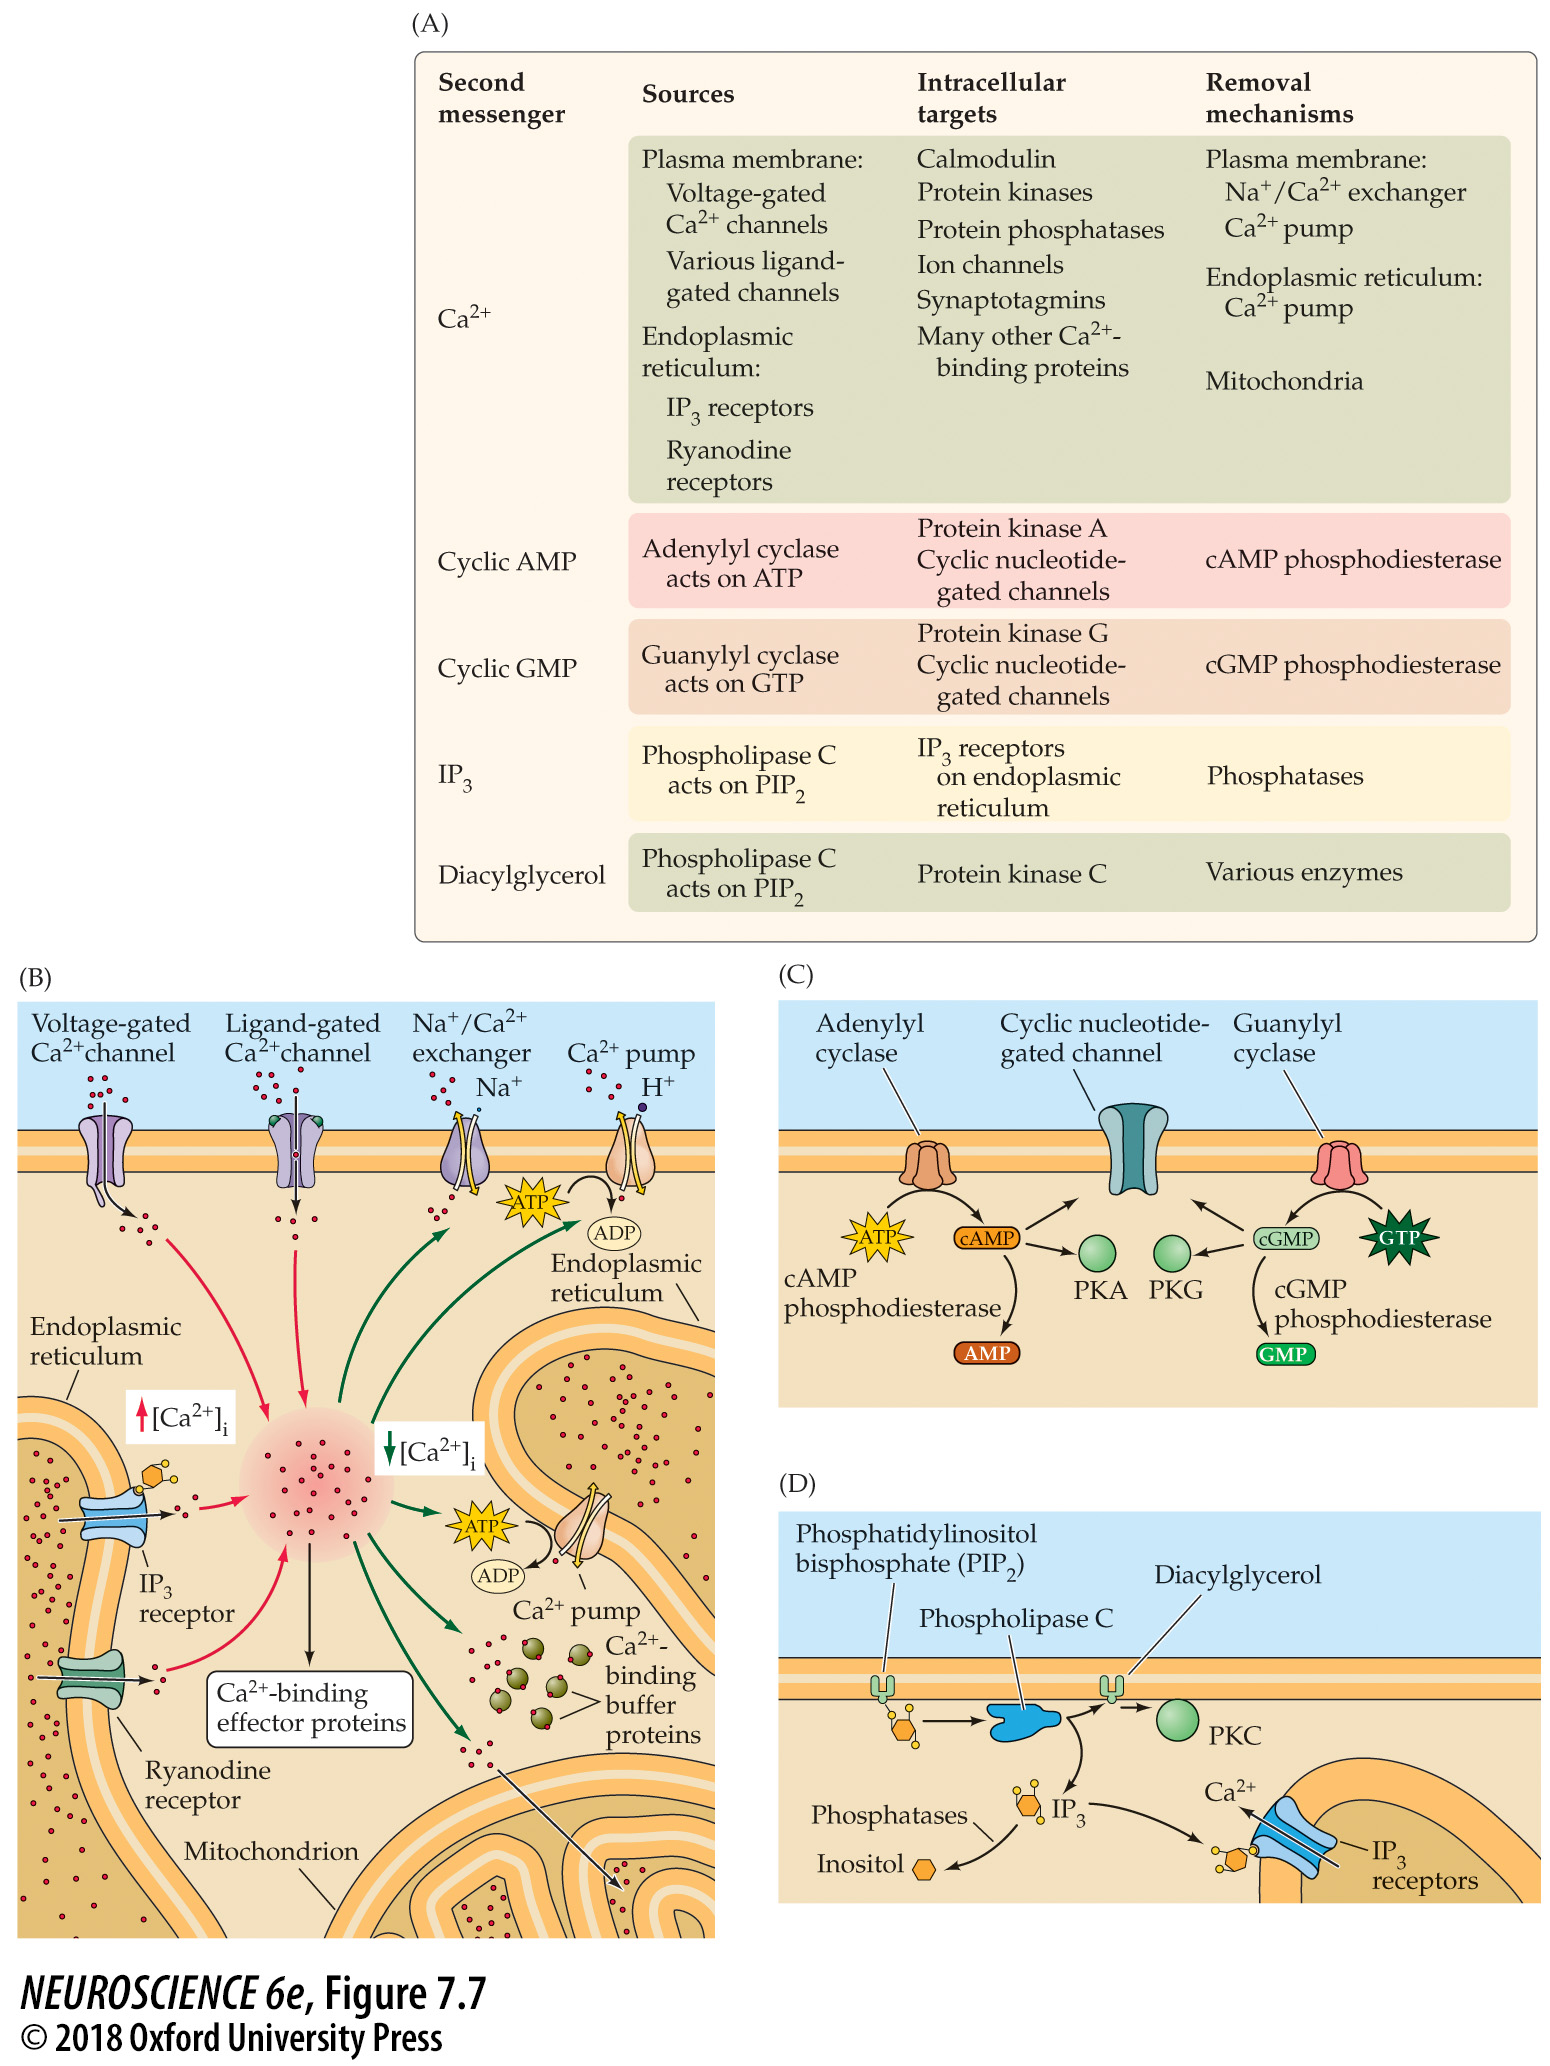 (A)
Second
messenger
Sources
Intracellular
targets
Removal
mechanisms
Ca2+
Plasma membrane:
Voltage-gated
Ca2+ channels
Various ligand-
gated channels
Endoplasmic
reticulum:
IP3 receptors
Ryanodine
receptors
Calmodulin
Protein kinases
Protein phosphatases
Ion channels
Synaptotagmins
Many other Ca2+-
binding proteins
Plasma membrane:
Na+/Ca2+ exchanger
Ca2+ pump
Endoplasmic reticulum:
Ca2+ pump
Mitochondria
Cyclic AMP
Adenylyl cyclase
acts on ATP
Protein kinase A
Cyclic nucleotide-
gated channels
cAMP phosphodiesterase
Cyclic GMP
Guanylyl cyclase
acts on GTP
Protein kinase G
Cyclic nucleotide-
gated channels
cGMP phosphodiesterase
IP3
Phospholipase C
acts on PIP2
IP3 receptors
on endoplasmic
reticulum
Phosphatases
Diacylglycerol
Phospholipase C
acts on PIP2
Protein kinase C
Various enzymes
(B)
Voltage-gated
Ca2+ channel
Ligand-gated
Ca2+ channel
Na+/Ca2+
exchanger
Na+
Ca2+ pump
H+
ATP
ADP
Endoplasmic
reticulum
Endoplasmic
reticulum
[Ca2+]i
[Ca2+]i
ATP
ADP
Ca2+ pump
IP3
receptor
Ca2+-
binding
buffer
proteins
Ca2+-binding
effector proteins
Ryanodine
receptor
Mitochondrion
(C)
Adenylyl
cyclase
Cyclic nucleotide-
gated channel
Guanylyl
cyclase
ATP
cAMP
PKA
PKG
cGMP
GTP
cAMP
phosphodiesterase
cGMP
phosphodiesterase
AMP
GMP
(D)
Phosphatidylinositol
bisphosphate (PIP2)
Phospholipase C
Diacylglycerol
PKC
IP3
Phosphatases
Inositol
Ca2+
IP3
receptors
NEUROSCIENCE 6e, Figure 7.7
© 2018 Oxford University Press